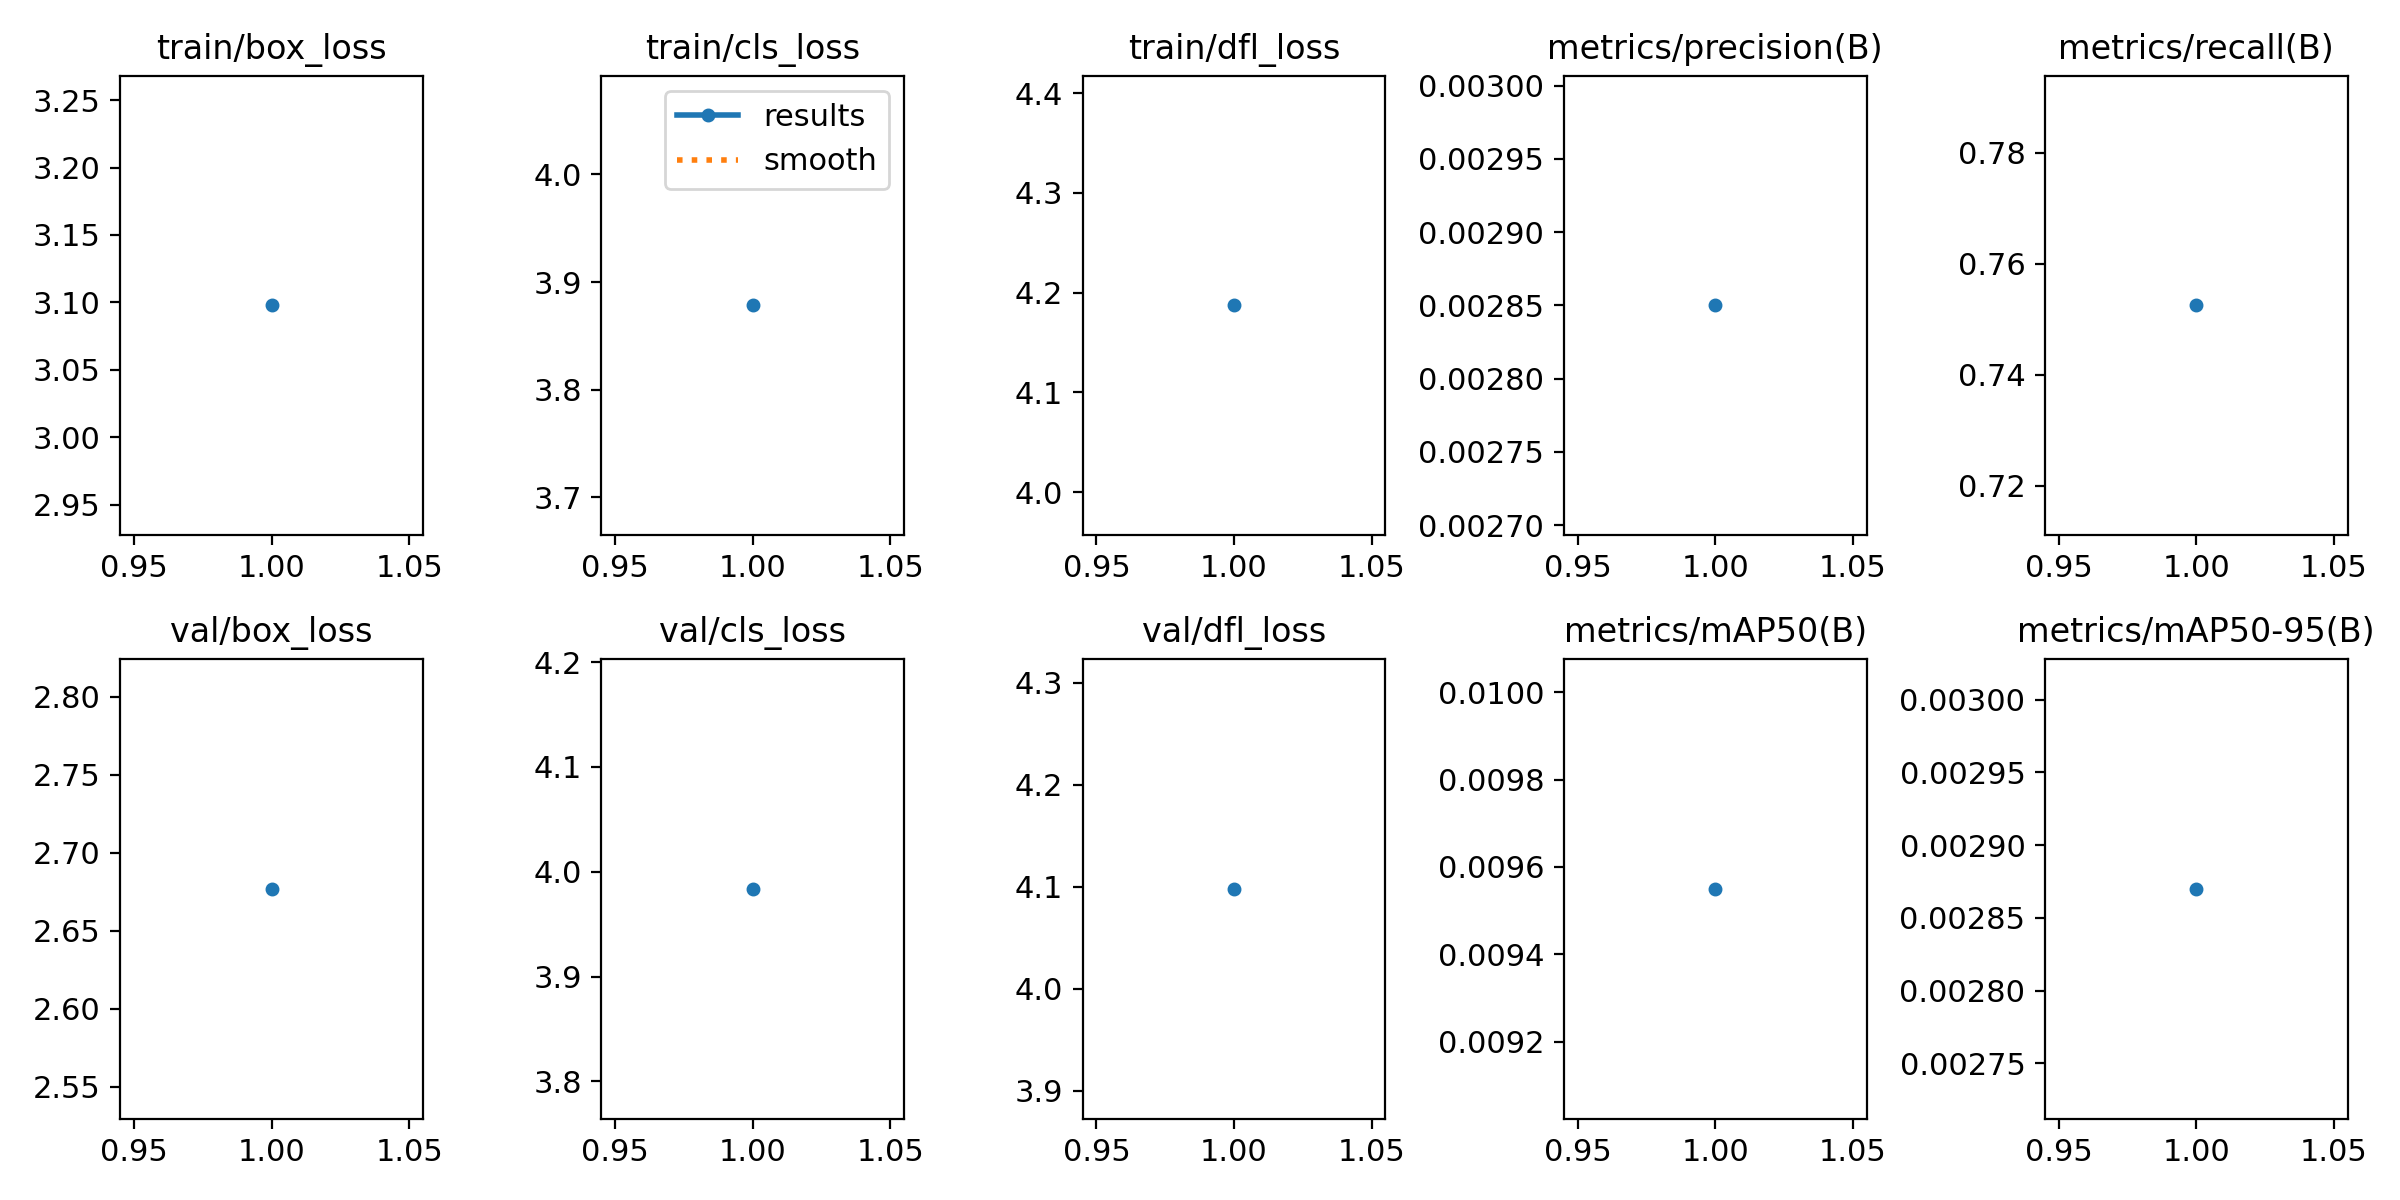 train/box_loss
3.25
3.20
3.15
3.10
3.05
3.00
2.95
0.95 1.00 1.05
train/cls_loss
results
smooth
4.0
3.9
3.8
3.7
0.95 1.00 1.05
train/dfl_loss
4.4
4.3
4.2
4.1
4.0
0.95 1.00 1.05
metrics/precision(B)
0.00300
0.00295
0.00290
0.00285
0.00280
0.00275
0.00270
0.95 1.00 1.05
metrics/recall(B)
0.78
0.76
0.74
0.72
0.95 1.00 1.05
val/box_loss
2.80
2.75
2.70
2.65
2.60
2.55
0.95 1.00 1.05
val/cls_loss
4.2
4.1
4.0
3.9
3.8
0.95 1.00 1.05
val/dfl_loss
4.3
4.2
4.1
4.0
3.9
0.95 1.00 1.05
metrics/mAP50(B)
0.0100
0.0098
0.0096
0.0094
0.0092
0.95 1.00 1.05
metrics/mAP50-95(B)
0.00300
0.00295
0.00290
0.00285
0.00280
0.00275
0.95 1.00 1.05